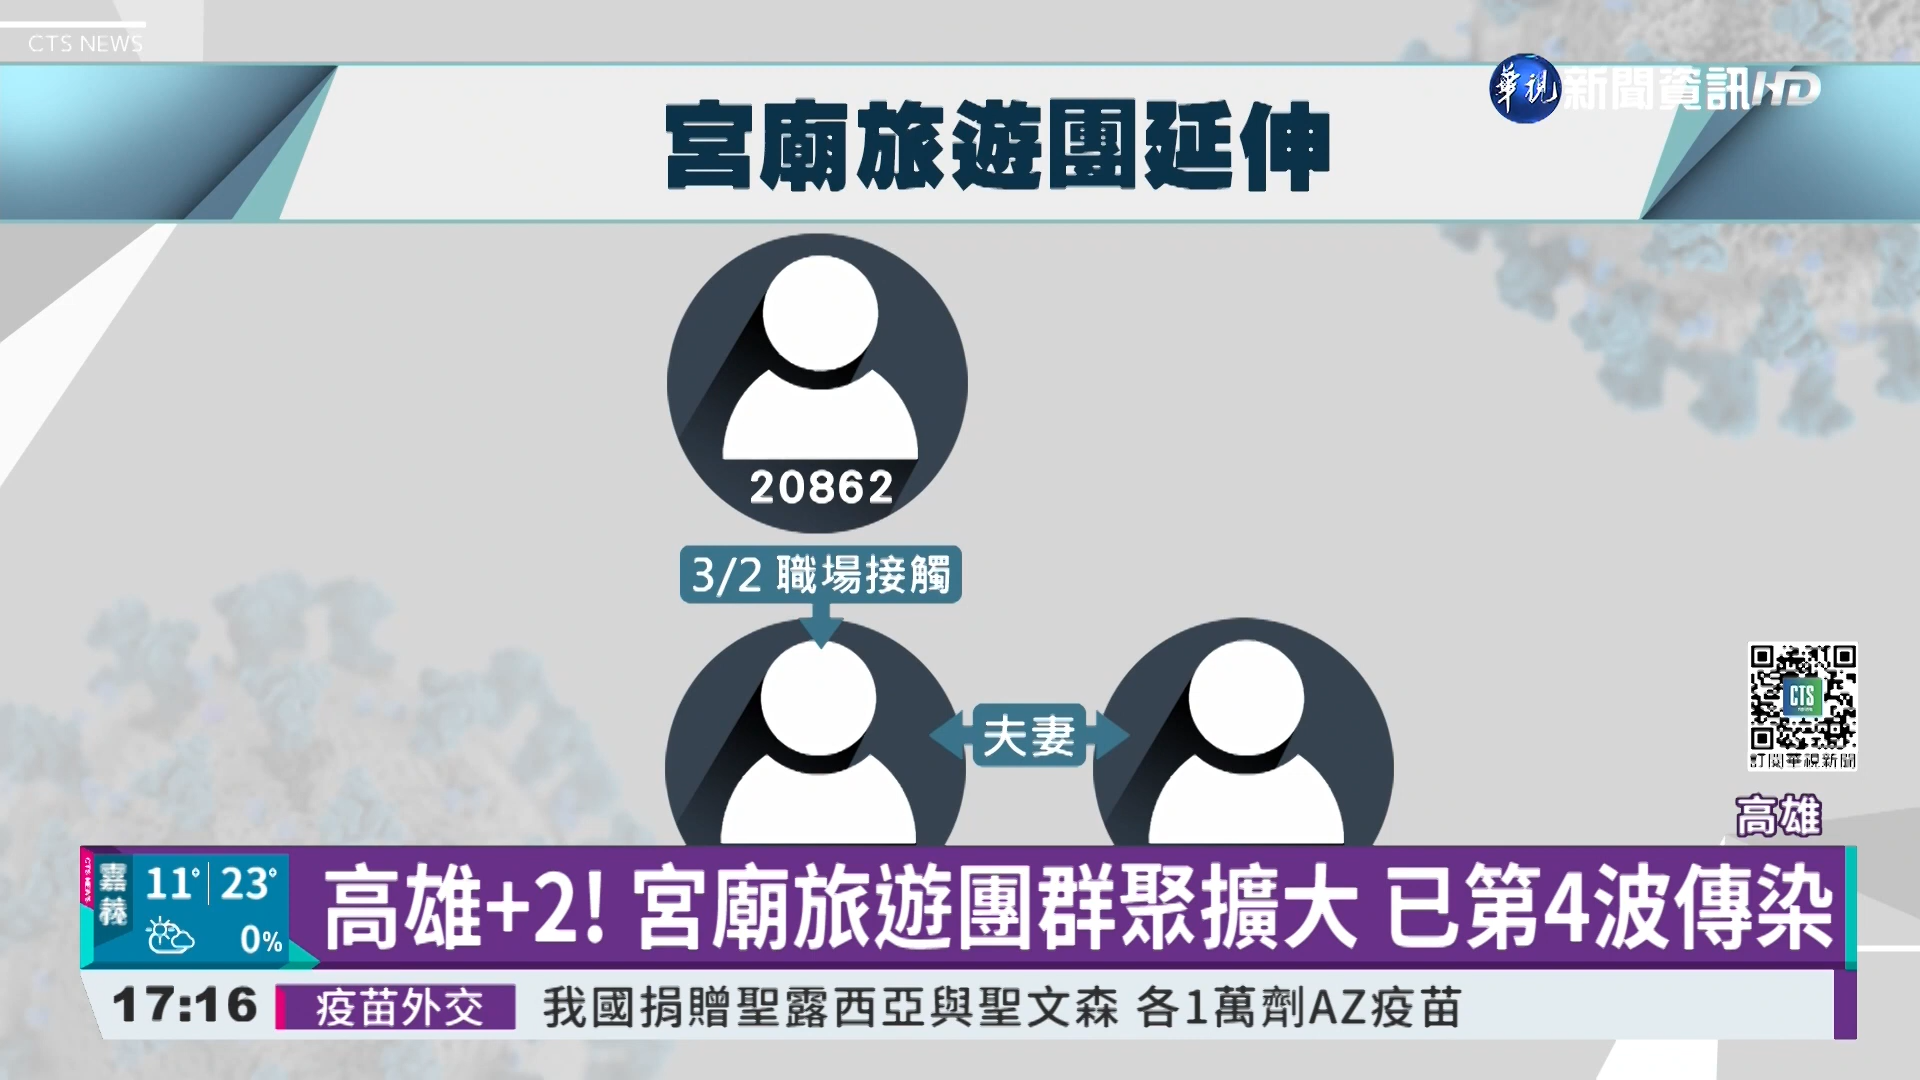 CTS NEWS
華視新聞資訊HD
宮廟旅遊團延伸
20862
3/2 職場接觸
夫妻
CTS
訂閱華視新聞
高雄
CTS NEWS
嘉義
11° 23°
0%
高雄+2! 宮廟旅遊團群聚擴大 已第4波傳染
17:16
疫苗外交
我國捐贈聖露西亞與聖文森 各1萬劑AZ疫苗